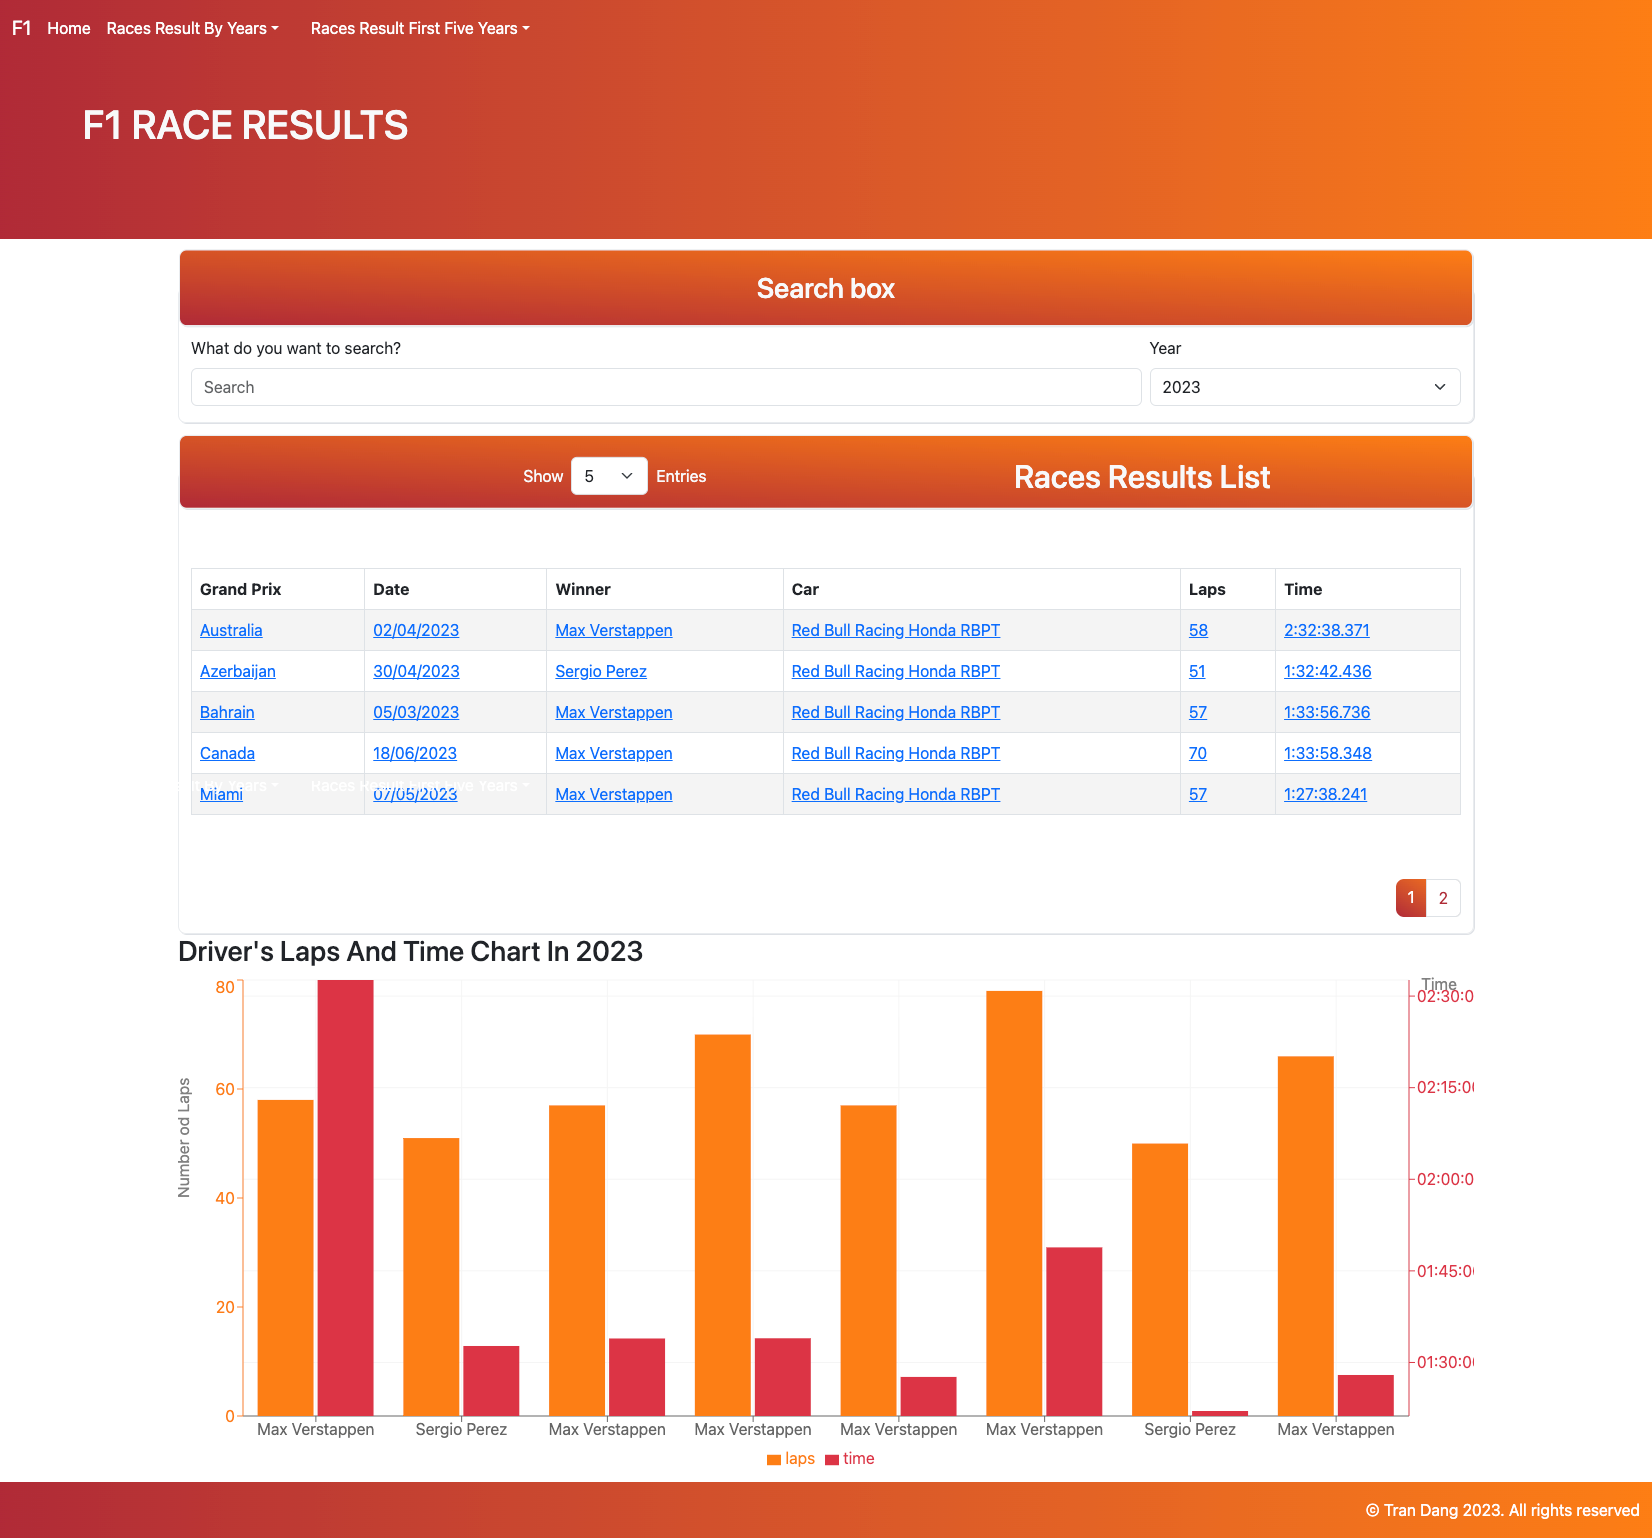 F1 Home Races Result By Years Races Result First Five Years
F1 RACE RESULTS
Search box
What do you want to search? Year
Search 2023
Show 5 Entries Races Results List
Grand Prix Date Winner Car Laps Time
Australia 02/04/2023 Max Verstappen Red Bull Racing Honda RBPT 58 2:32:38.371
Azerbaijan 30/04/2023 Sergio Perez Red Bull Racing Honda RBPT 51 1:32:42.436
Bahrain 05/03/2023 Max Verstappen Red Bull Racing Honda RBPT 57 1:33:56.736
Canada 18/06/2023 Max Verstappen Red Bull Racing Honda RBPT 70 1:33:58.348
Miami 07/05/2023 Max Verstappen Red Bull Racing Honda RBPT 57 1:27:38.241
1 2
Driver's Laps And Time Chart In 2023
80
60
40
20
0
Number od Laps
Time
02:30:0
02:15:0
02:00:0
01:45:0
01:30:0
Max Verstappen Sergio Perez Max Verstappen Max Verstappen Max Verstappen Max Verstappen Sergio Perez Max Verstappen
laps time
© Tran Dang 2023. All rights reserved